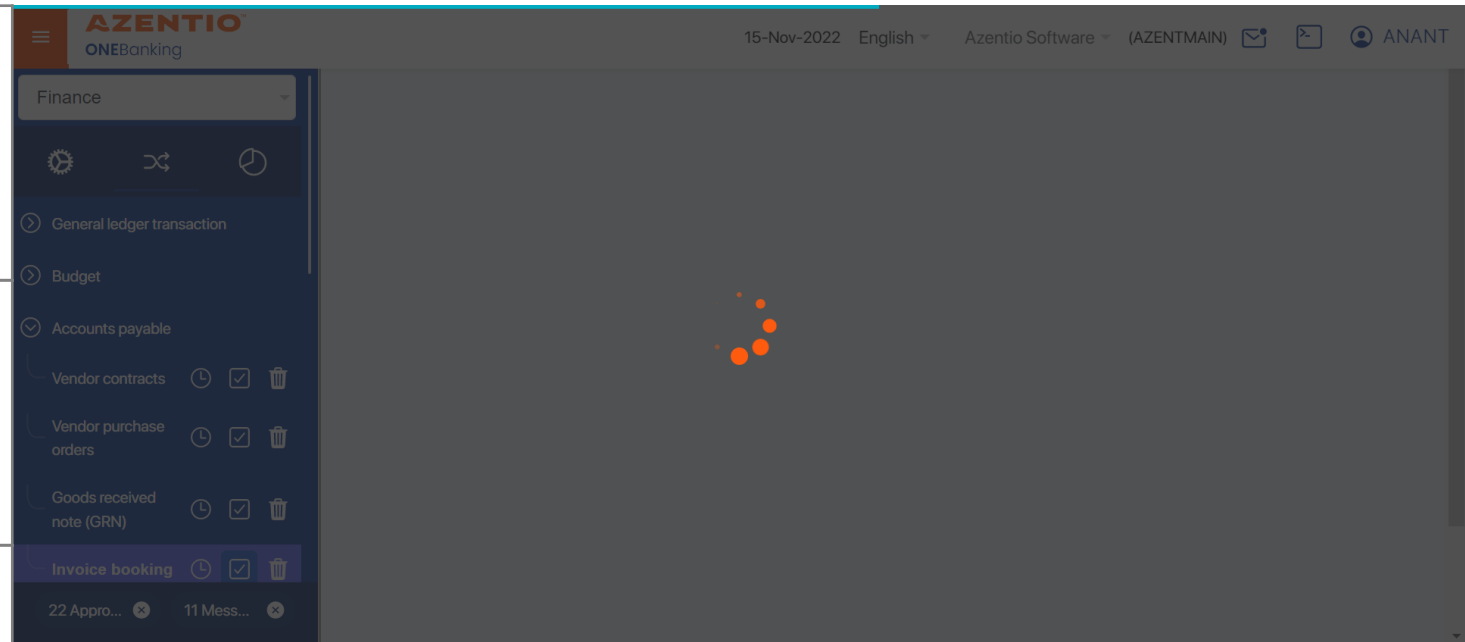 AZENTIO
ONEBanking
15-Nov-2022 English Azentio Software (AZENTMAIN) ANANT
Finance
General ledger transaction
Budget
Accounts payable
Vendor contracts
Vendor purchase
orders
Goods received
note (GRN)
Invoice booking
22 Appro... 11 Mess...